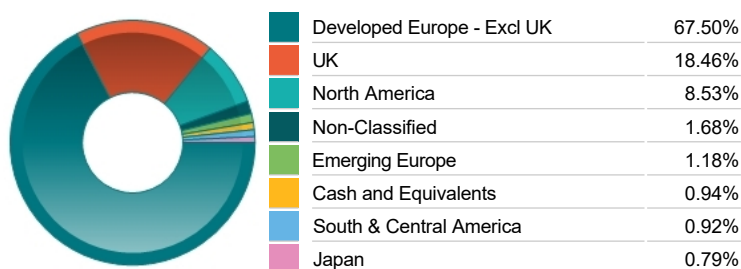 Developed Europe - Excl UK 67.50%
UK 18.46%
North America 8.53%
Non-Classified 1.68%
Emerging Europe 1.18%
Cash and Equivalents 0.94%
South & Central America 0.92%
Japan 0.79%